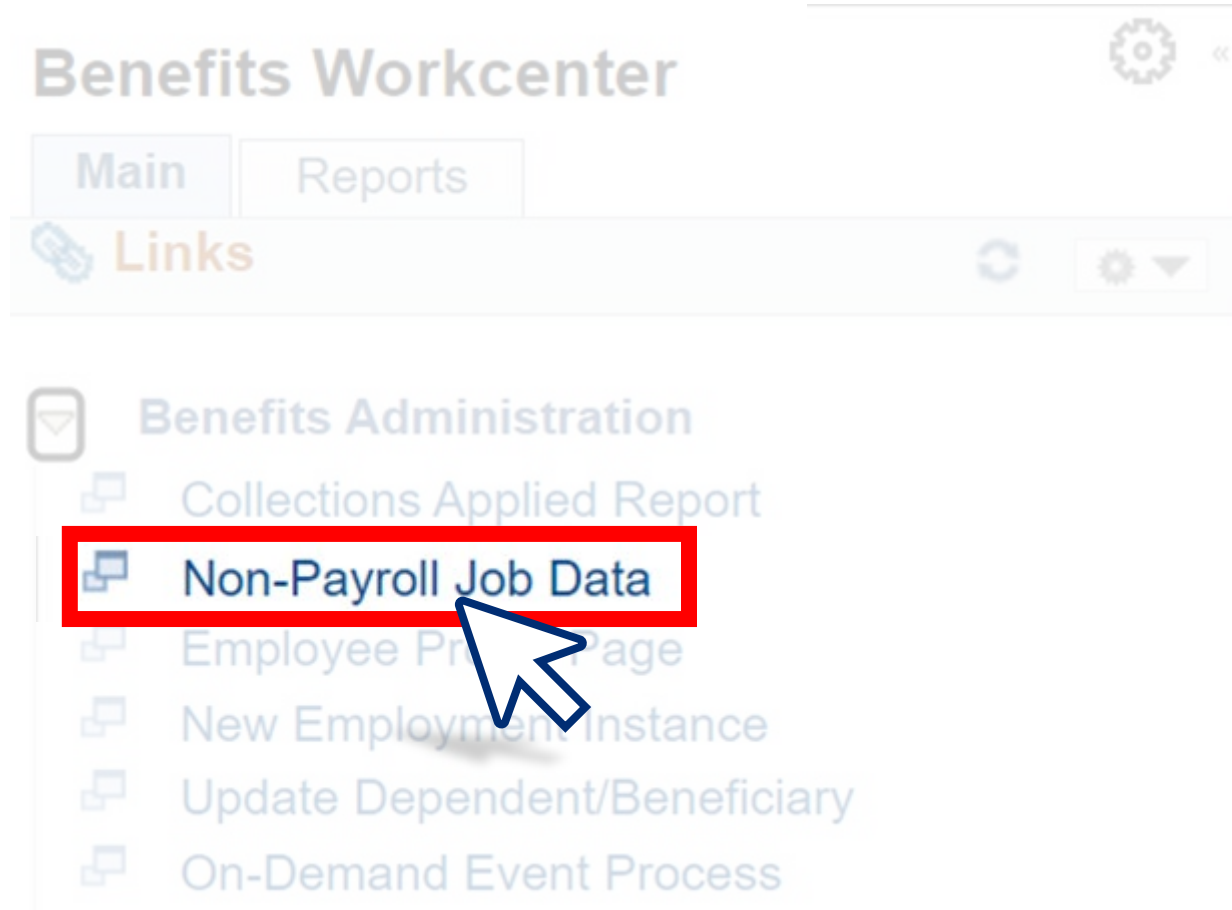 Benefits Workcenter
Main Reports
Links
Benefits Administration
Collections Applied Report
Non-Payroll Job Data
Employee Page
New Employment Instance
Update Dependent/Beneficiary
On-Demand Event Process